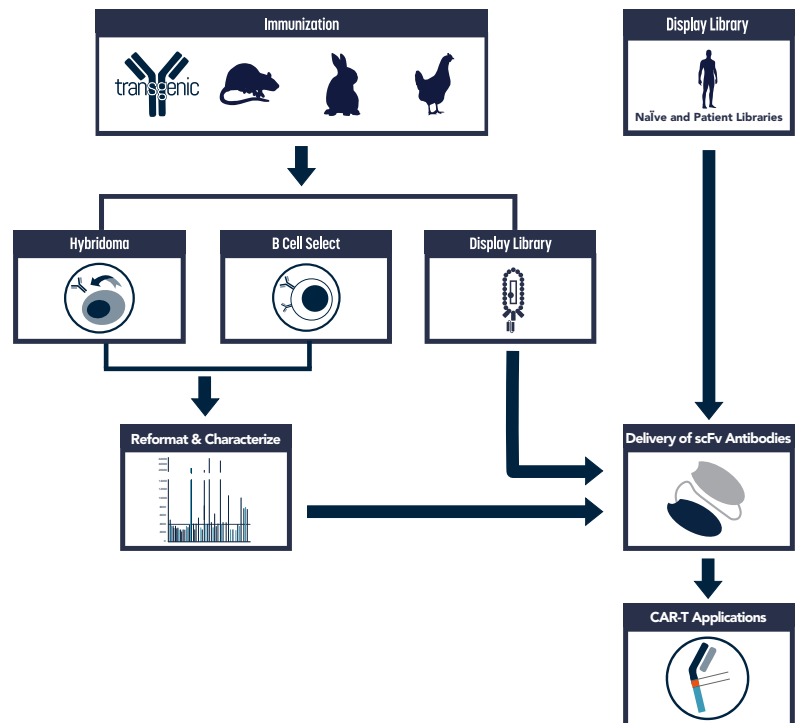 Immunization
Display Library
transgenic
NaÏve and Patient Libraries
Hybridoma
B Cell Select
Display Library
Reformat & Characterize
Delivery of scFv Antibodies
CAR-T Applications